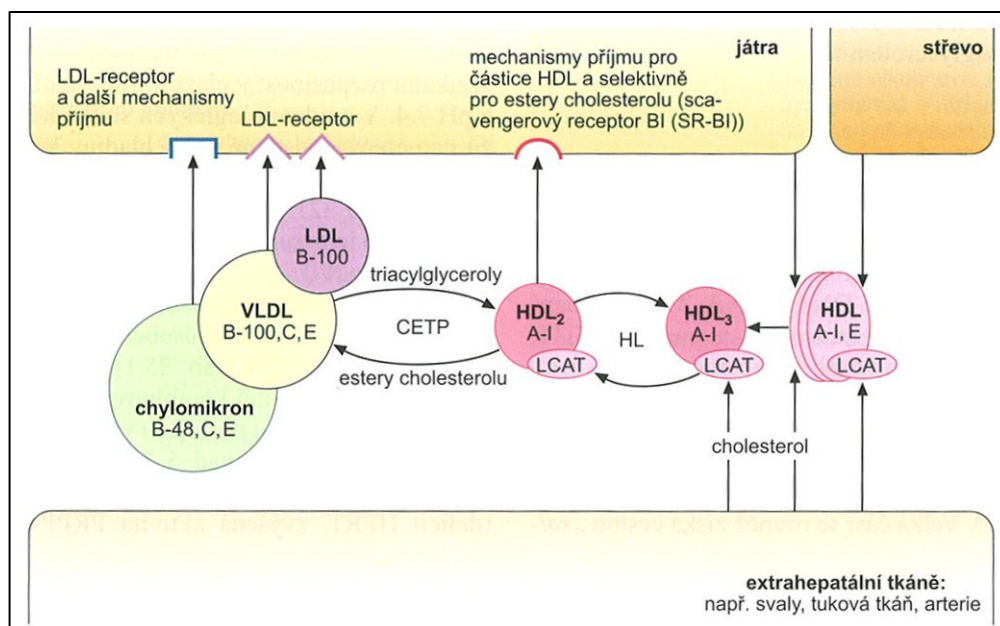 játra
střevo
LDL-receptor
a další mechanismy
příjmu
LDL-receptor
mechanismy příjmu pro
částice HDL a selektivně
pro estery cholesterolu (sca-
vengerový receptor BI (SR-BI))
LDL
B-100
VLDL
B-100, C, E
chylomikron
B-48, C, E
triacylglyceroly
CETP
estery cholesterolu
HDL₂
A-I
LCAT
HL
HDL₃
A-I
LCAT
HDL
A-I, E
LCAT
cholesterol
extrahepatální tkáně:
např. svaly, tuková tkáň, arterie